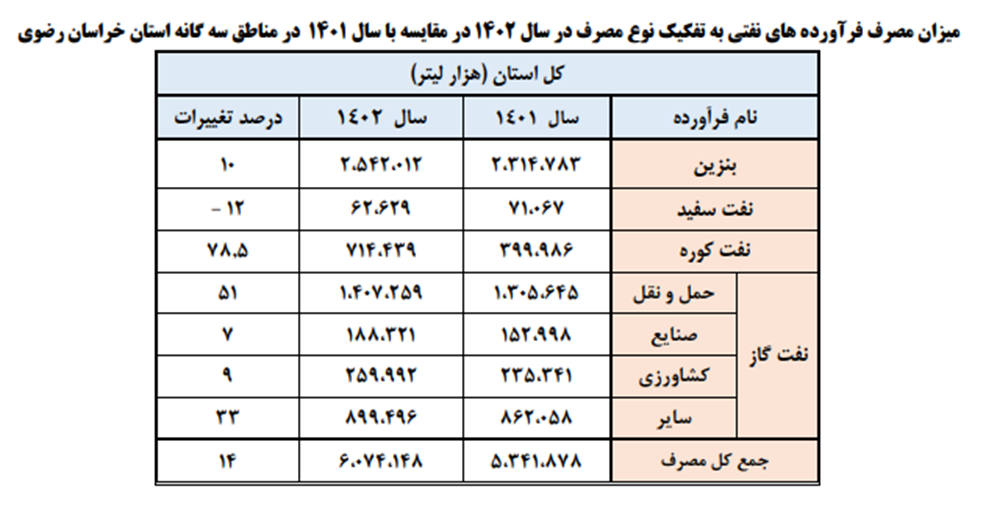 میزان مصرف فرآورده های نفتی به تفکیک نوع مصرف در سال ۱۴۰۲ در مقایسه با سال ۱۴۰۱ در مناطق سه گانه استان خراسان رضوی
کل استان (هزار لیتر)
نام فرآورده سال ۱۴۰۱ سال ۱۴۰۲ درصد تغییرات
بنزین ۲،۳۱۴،۷۸۳ ۲،۵۴۲،۰۱۲ ۱۰
نفت سفید ۷۱،۰۶۷ ۶۲،۶۲۹ ۱۲ -
نفت کوره ۳۹۹،۹۸۶ ۷۱۴،۴۳۹ ۷۸،۵
نفت گاز
حمل و نقل ۱،۳۰۵،۶۴۵ ۱،۴۰۷،۲۵۹ ۵۱
صنایع ۱۵۲،۹۹۸ ۱۸۸،۳۲۱ ۷
کشاورزی ۲۳۵،۳۴۱ ۲۵۹،۹۹۲ ۹
سایر ۸۶۲،۰۵۸ ۸۹۹،۴۹۶ ۳۳
جمع کل مصرف ۵،۳۴۱،۸۷۸ ۶،۰۷۴،۱۴۸ ۱۴